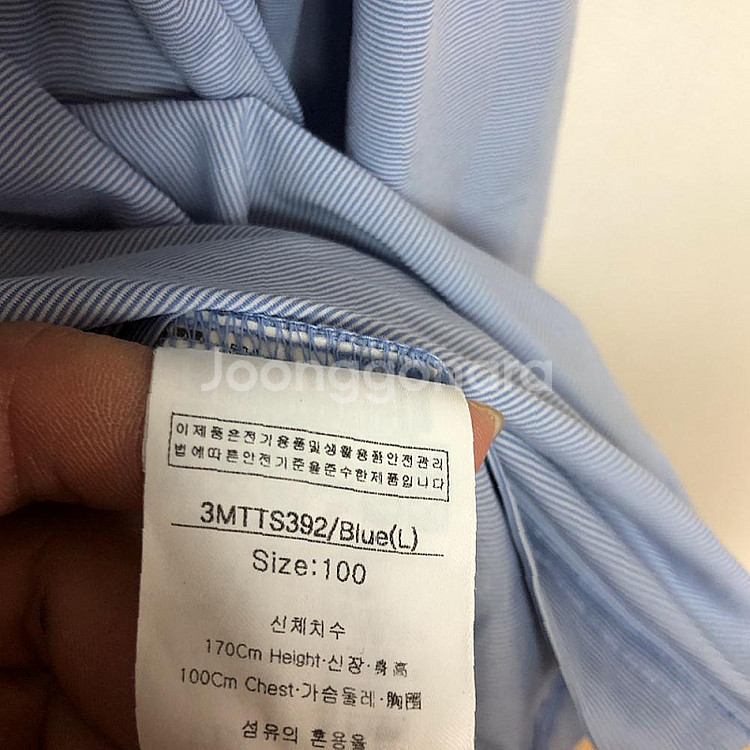 Joonggonara
이제품은전기용품및생활용품안전관리
법에따른안전기준을준수한제품입니다
3MTTS392/Blue(L)
Size:100
신체치수
170Cm Height·신장·身高
100Cm Chest·가슴둘레·胸圍
섬유의 혼용율